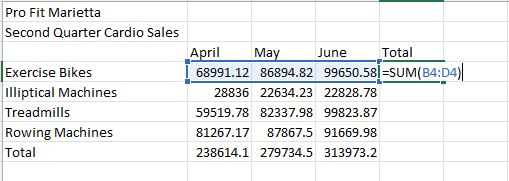 Pro Fit Marietta
Second Quarter Cardio Sales
April May June Total
Exercise Bikes 68991.12 86894.82 99650.58 =SUM(B4:D4)
Illiptical Machines 28836 22634.23 22828.78
Treadmills 59519.78 82337.98 99823.87
Rowing Machines 81267.17 87867.5 91669.98
Total 238614.1 279734.5 313973.2